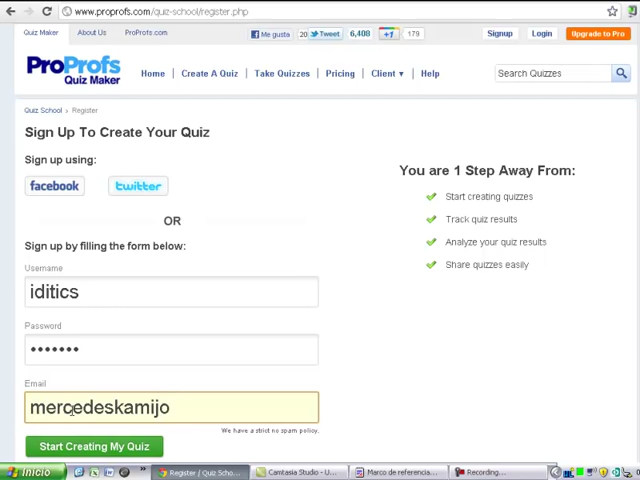 www.proprofs.com/quiz-school/register.php
Quiz Maker About Us ProProfs.com Me gusta 20 Tweet 6,408 +1 179 Signup Login Upgrade to Pro
ProProfs
Quiz Maker
Home Create A Quiz Take Quizzes Pricing Client ▼ Help Search Quizzes
Quiz School > Register
Sign Up To Create Your Quiz
Sign up using:
facebook twitter
OR
Sign up by filling the form below:
Username
iditics
Password
•••••••
Email
mercedeskamijo
We have a strict no spam policy.
Start Creating My Quiz
You are 1 Step Away From:
Start creating quizzes
Track quiz results
Analyze your quiz results
Share quizzes easily
Inicio Register / Quiz Scho... Camtasia Studio - U... Marco de referencia... Recording...